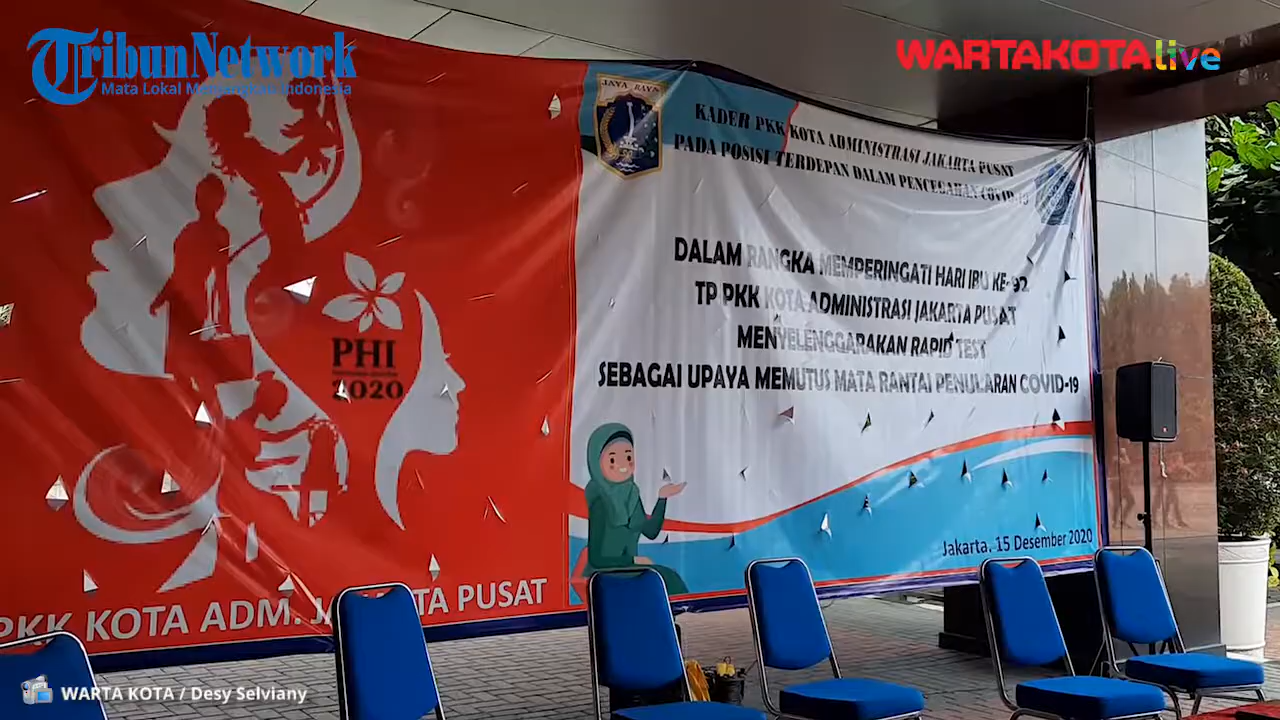 TribunNetwork
Mata Lokal Menjangkau Indonesia
WARTAKOTAlive
JAYA RAYA
KADER PKK KOTA ADMINISTRASI JAKARTA PUSAT
PADA POSISI TERDEPAN DALAM PENCEGAHAN COVID-19
DALAM RANGKA MEMPERINGATI HARI IBU KE-92
TP PKK KOTA ADMINISTRASI JAKARTA PUSAT
MENYELENGGARAKAN RAPID TEST
SEBAGAI UPAYA MEMUTUS MATA RANTAI PENULARAN COVID-19
PHI
2020
Jakarta. 15 Desember 2020
PKK KOTA ADM. JAKARTA PUSAT
WARTA KOTA / Desy Selviany